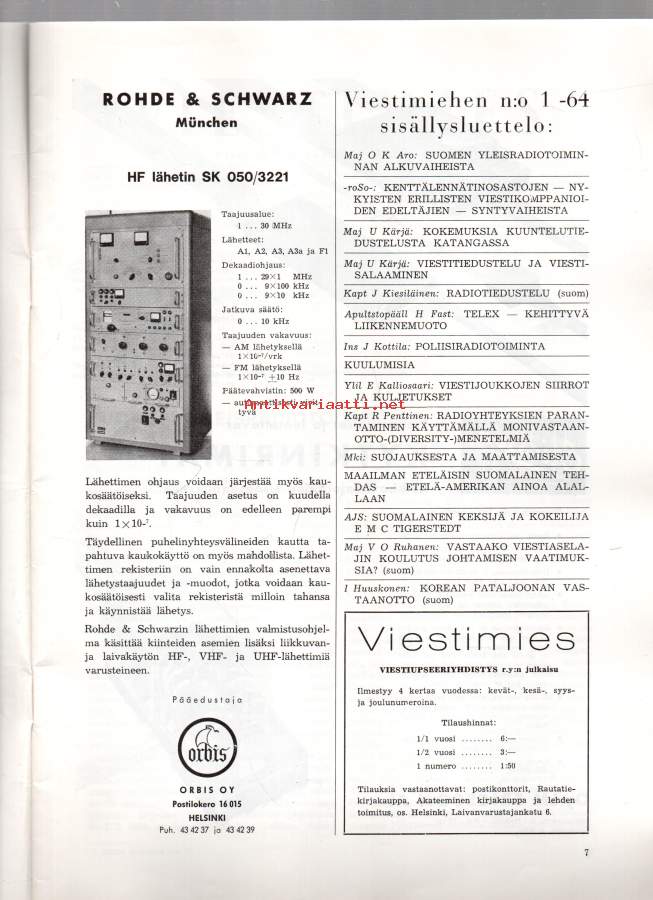 ROHDE & SCHWARZ
München
HF lähetin SK 050/3221
Taajuusalue:
1 ... 30 MHz
Lähetteet:
A1, A2, A3, A3a ja F1
Dekaadiohjaus:
1 ... 29×1 MHz
0 ... 9×100 kHz
0 ... 9×10 kHz
Jatkuva säätö:
0 ... 10 kHz
Taajuuden vakavuus:
— AM lähetyksellä
1×10-⁷/vrk
— FM lähetyksellä
1×10-⁷ ±10 Hz
Päätevahvistin: 500 W
— automaattisesti virit-
tyvä
Lähettimen ohjaus voidaan järjestää myös kau-
kosäätöiseksi. Taajuuden asetus on kuudella
dekaadilla ja vakavuus on edelleen parempi
kuin 1×10-⁷.
Täydellinen puhelinyhteysvälineiden kautta ta-
pahtuva kaukokäyttö on myös mahdollista. Lähet-
timen rekisteriin on vain ennakolta asenettava
lähetystaajuudet ja -muodot, jotka voidaan kau-
kosäätöisesti valita rekisteristä milloin tahansa
ja käynnistää lähetys.
Rohde & Schwarzin lähettimien valmistusohjel-
ma käsittää kiinteiden asemien lisäksi liikkuvan-
ja laivakäytön HF-, VHF- ja UHF-lähettimiä
varusteineen.
Pääedustaja
orbis
ORBIS OY
Postilokero 16 015
HELSINKI
Puh. 43 42 37 ja 43 42 39
Viestimiehen n:o 1 -64
sisällysluettelo:
Maj O K Aro: SUOMEN YLEISRADIOTOIMIN-
NAN ALKUVAIHEISTA
-roSo-: KENTTÄLENNÄTINOSASTOJEN — NY-
KYISTEN ERILLISTEN VIESTIKOMPPANIOI-
DEN EDELTÄJIEN — SYNTYVAIHEISTA
Maj U Kärjä: KOKEMUKSIA KUUNTELUTIE-
DUSTELUSTA KATANGASSA
Maj U Kärjä: VIESTITIEDUSTELU JA VIESTI-
SALAAMINEN
Kapt J Kiesiläinen: RADIOTIEDUSTELU (suom)
Apultstopääll H Fast: TELEX — KEHITTYVÄ
LIIKENNEMUOTO
Ins J Kottila: POLIISIRADIOTOIMINTA
KUULUMISIA
Ylil E Kalliosaari: VIESTIJOUKKOJEN SIIRROT
JA KULJETUKSET
Antikvariaatti.net
Kapt R Penttinen: RADIOYHTEYKSIEN PARAN-
TAMINEN KÄYTTÄMÄLLÄ MONIVASTAAN-
OTTO-(DIVERSITY-)MENETELMIÄ
Mki: SUOJAUKSESTA JA MAATTAMISESTA
MAAILMAN ETELÄISIN SUOMALAINEN TEH-
DAS — ETELÄ-AMERIKAN AINOA ALAL-
LAAN
AJS: SUOMALAINEN KEKSIJÄ JA KOKEILIJA
E M C TIGERSTEDT
Maj V O Ruhanen: VASTAAKO VIESTIASELA-
JIN KOULUTUS JOHTAMISEN VAATIMUK-
SIA? (suom)
I Huuskonen: KOREAN PATALJOONAN VAS-
TAANOTTO (suom)
Viestimies
VIESTIUPSEERIYHDISTYS r.y:n julkaisu
Ilmestyy 4 kertaa vuodessa: kevät-, kesä-, syys-
ja joulunumeroina.
Tilaushinnat:
1/1 vuosi ........ 6:—
1/2 vuosi ........ 3:—
1 numero ........ 1:50
Tilauksia vastaanottavat: postikonttorit, Rautatie-
kirjakauppa, Akateeminen kirjakauppa ja lehden
toimitus, os. Helsinki, Laivanvarustajankatu 6.
7